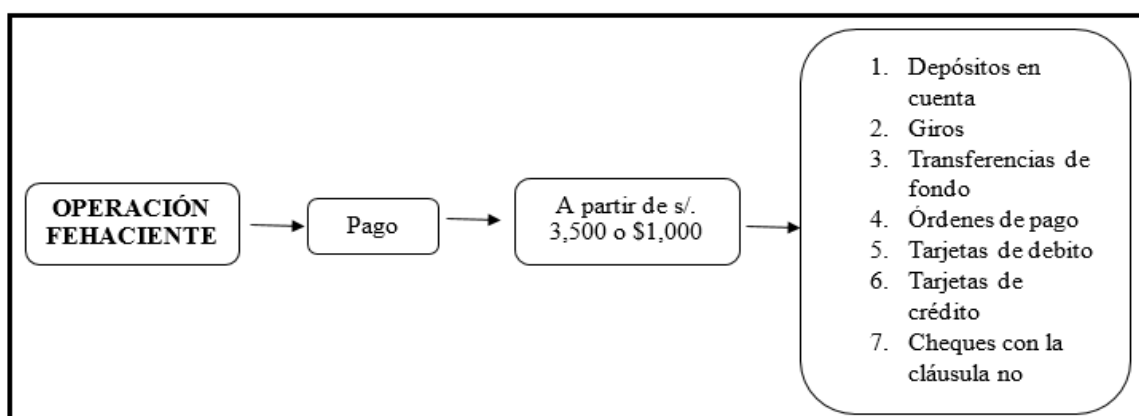 OPERACIÓN
FEHACIENTE
Pago
A partir de s/.
3,500 o $1,000
1. Depósitos en
cuenta
2. Giros
3. Transferencias de
fondo
4. Órdenes de pago
5. Tarjetas de debito
6. Tarjetas de
crédito
7. Cheques con la
cláusula no